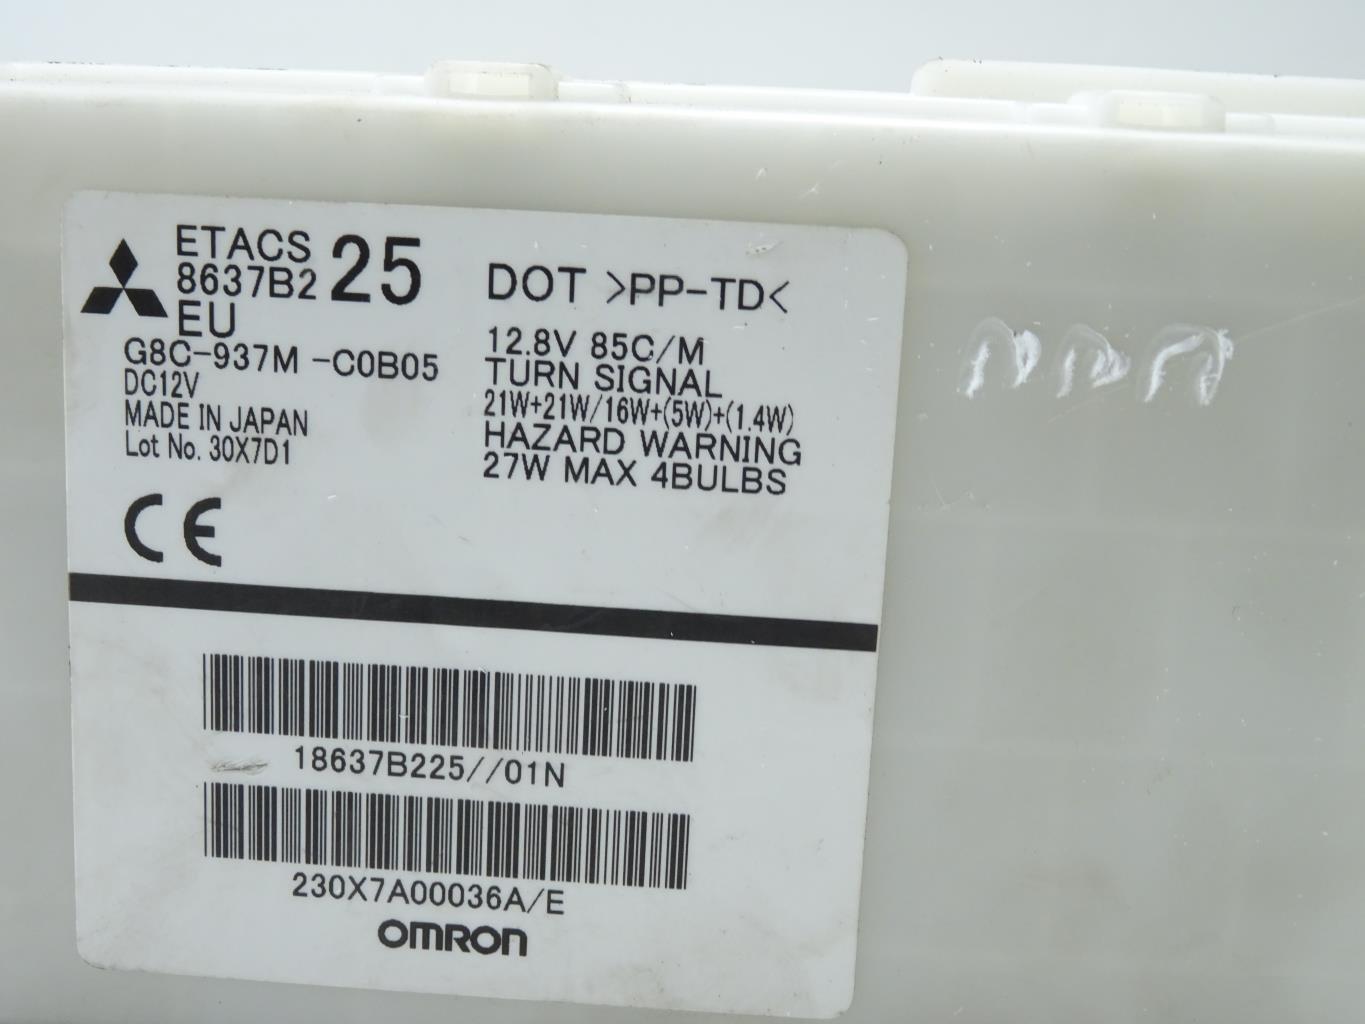 ETACS
8637B2 25
EU
G8C-937M -C0B05
DC12V
MADE IN JAPAN
Lot No. 30X7D1
CE
DOT >PP-TD<
12.8V 85C/M
TURN SIGNAL
21W+21W/16W+(5W)+(1.4W)
HAZARD WARNING
27W MAX 4BULBS
18637B225//01N
230X7A00036A/E
OMRON